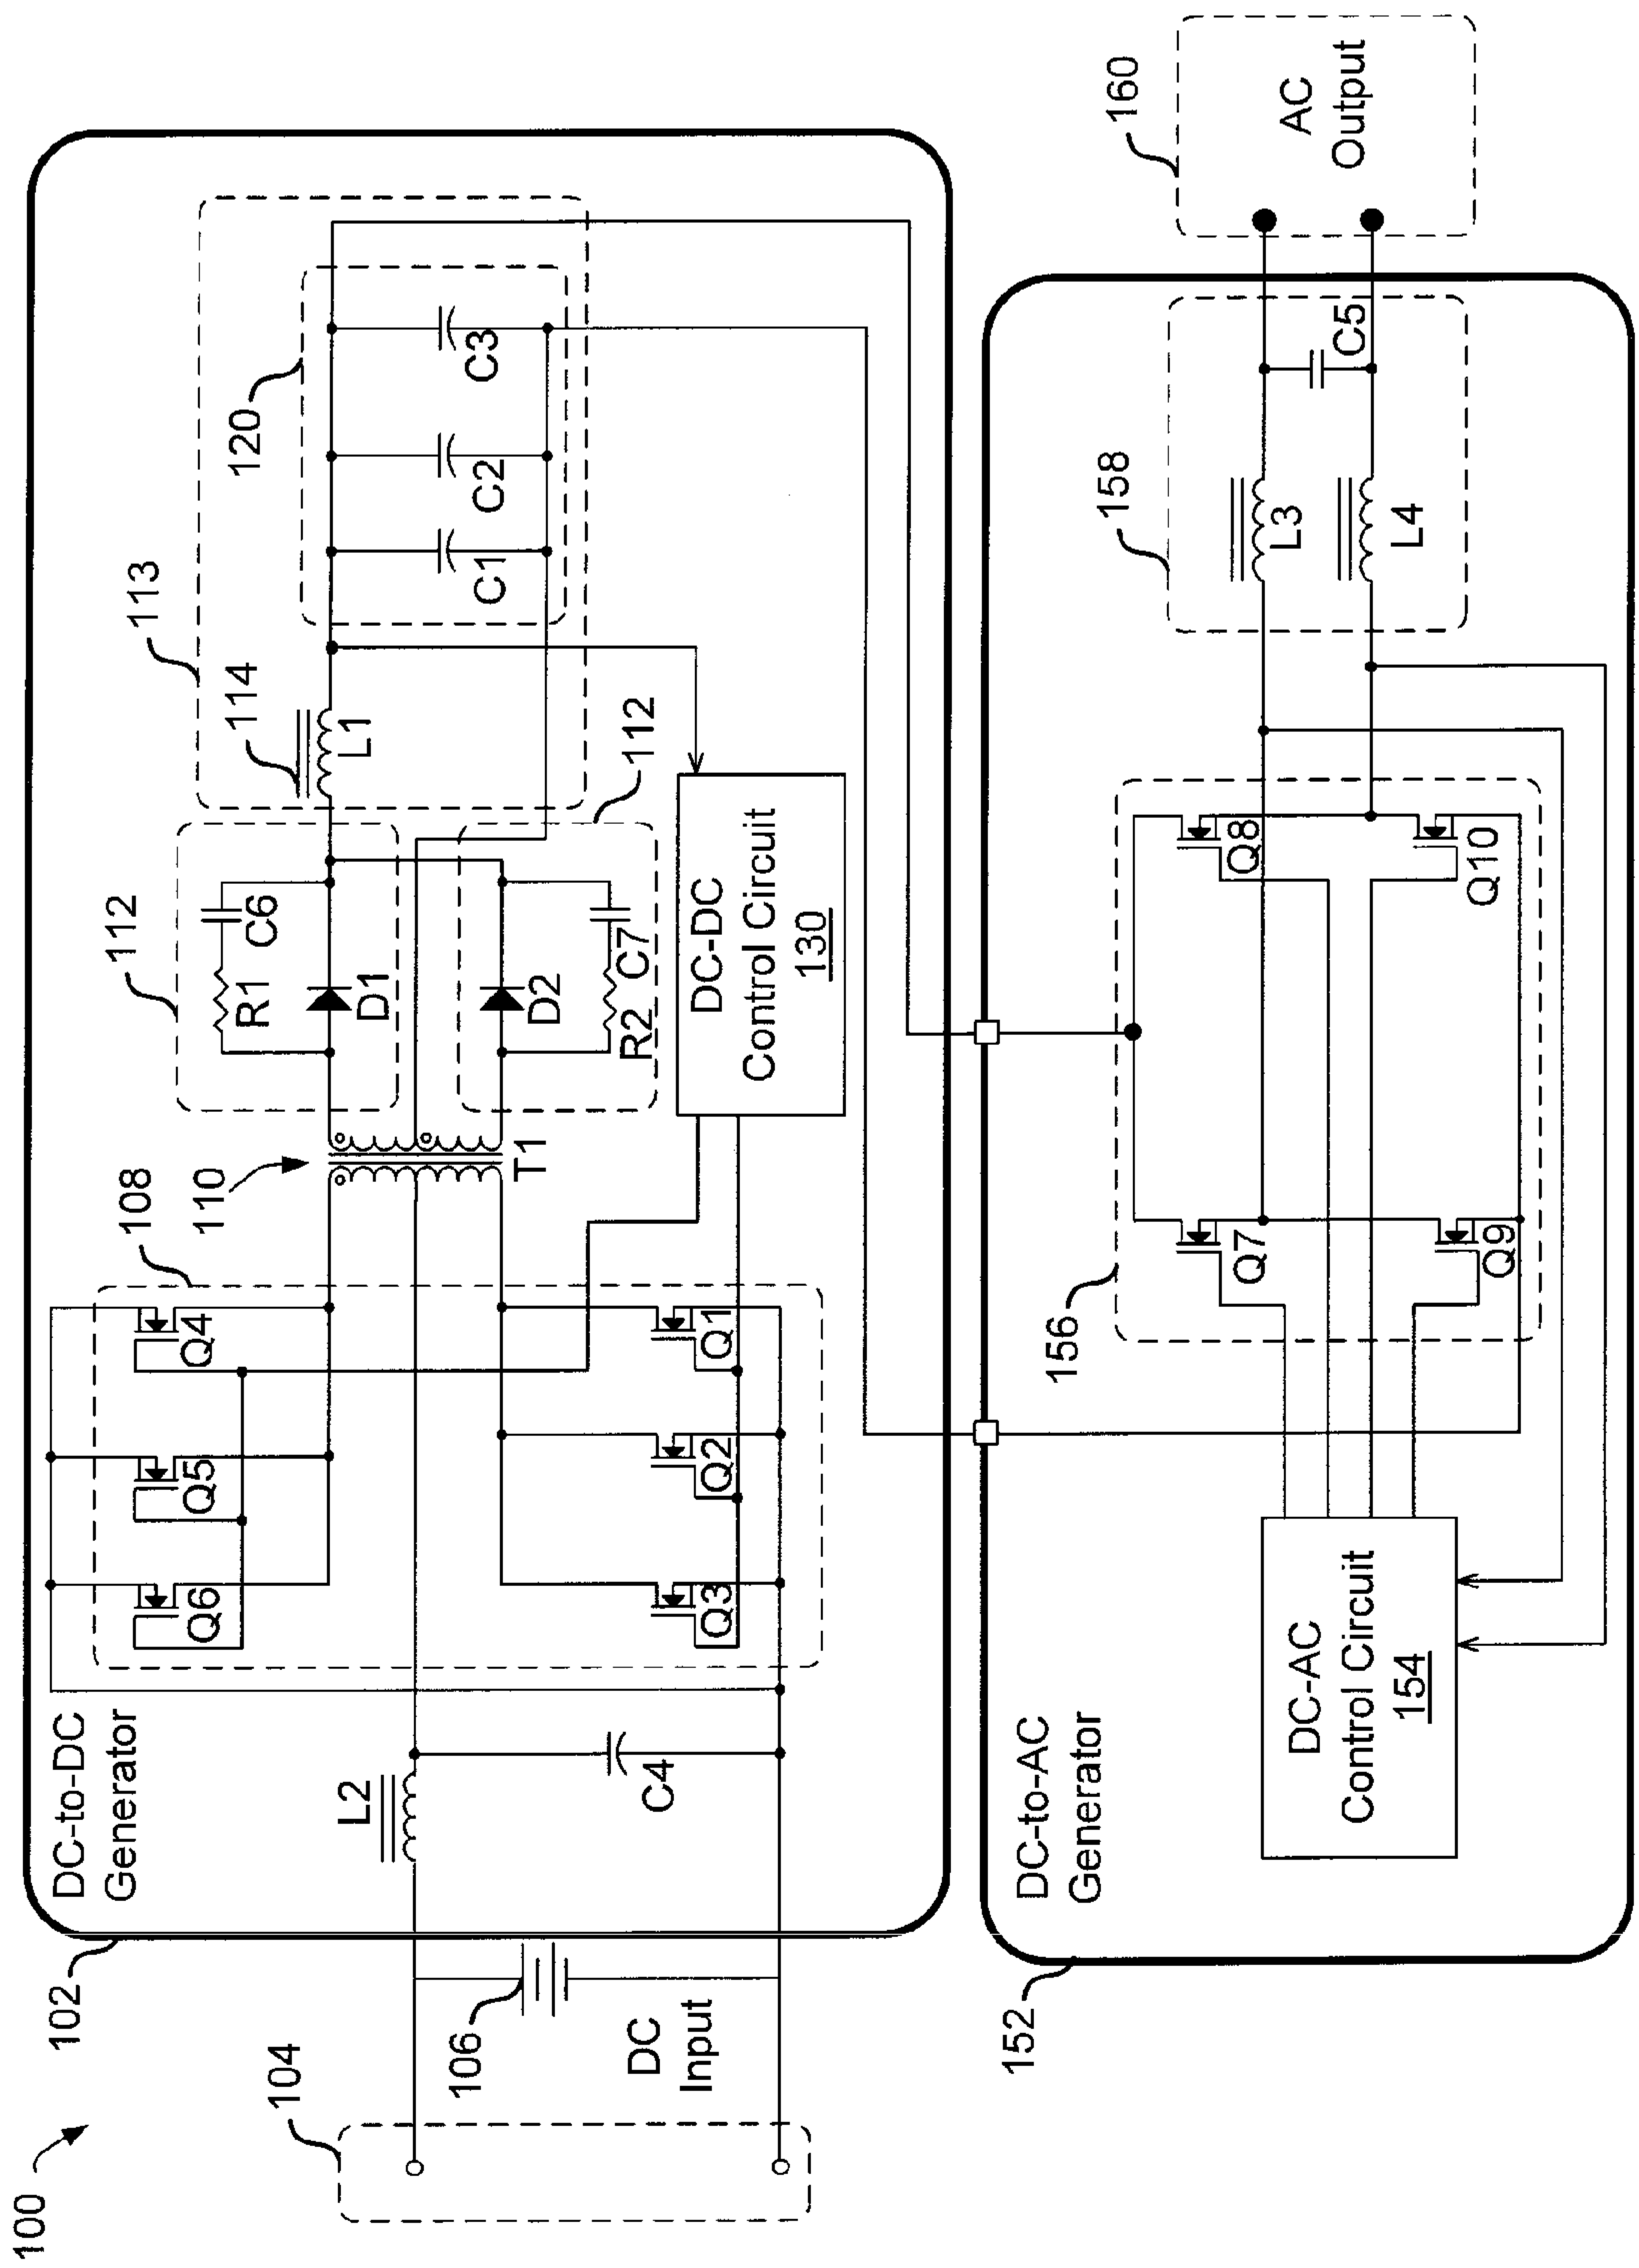 100
104
106
DC
Input
102
DC-to-DC
Generator
L2
C4
108
Q6
Q5
Q4
Q3
Q2
Q1
110
T1
112
R1
C6
D1
D2
R2
C7
112
113
114
L1
120
C1
C2
C3
DC-DC
Control Circuit
130
152
DC-to-AC
Generator
DC-AC
Control Circuit
154
156
Q7
Q8
Q9
Q10
158
L3
L4
C5
160
AC
Output